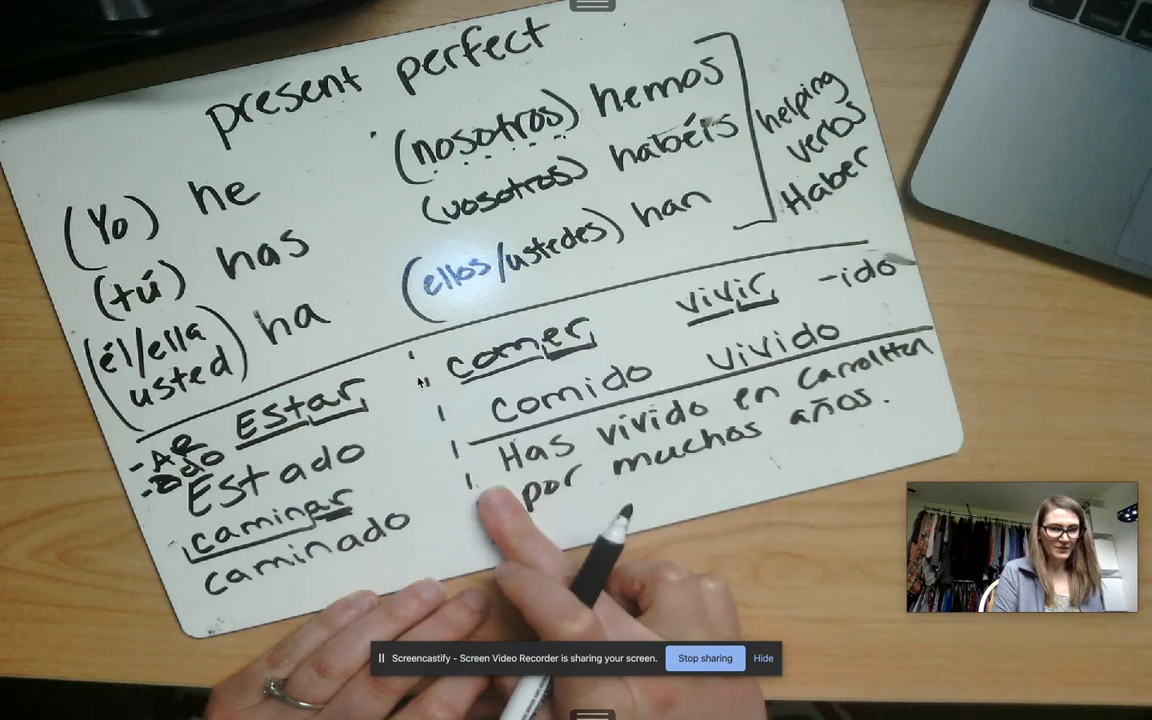 present perfect
(Yo) he
(tú) has
(él/ella
usted) ha
(nosotros) hemos
(vosotros) habéis
(ellos/ustedes) han
helping
verbs
Haber
-AR
-ado
Estar
Estado
caminar
caminado
comer
comido
vivir
-ido
vivido
Has vivido en Carrollton
por muchos años.
Screencastify - Screen Video Recorder is sharing your screen.
Stop sharing
Hide